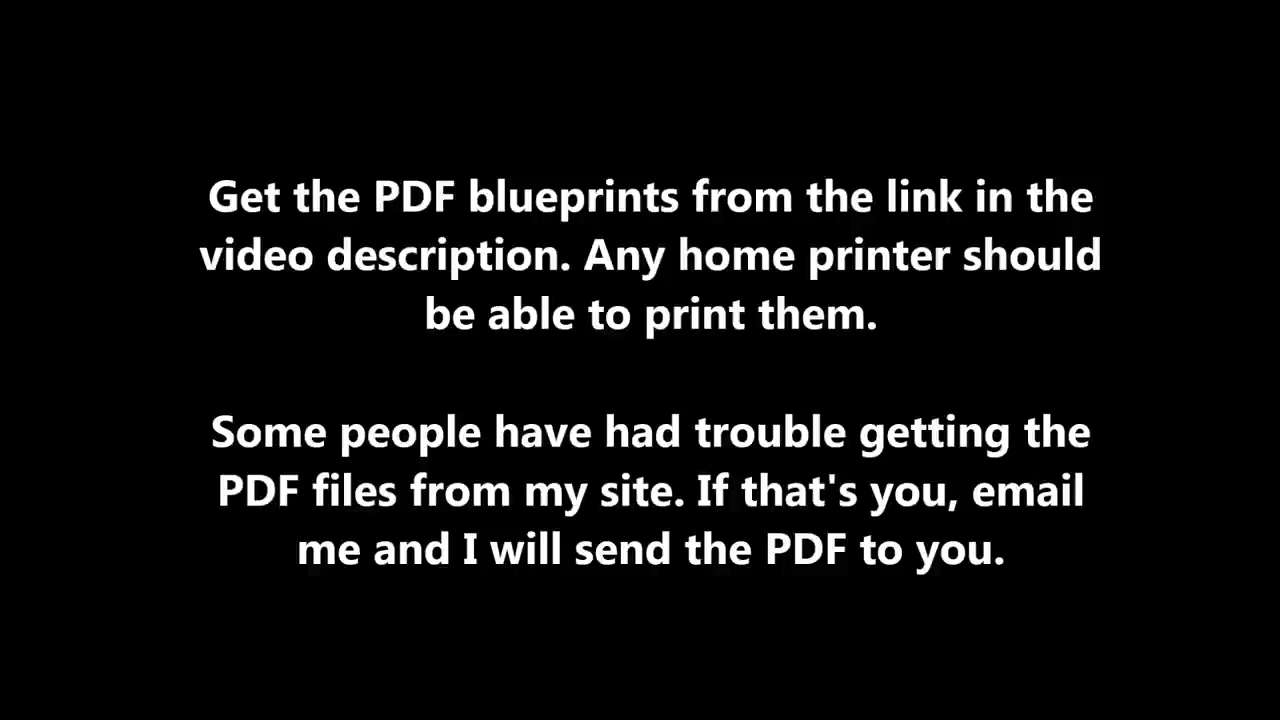 Get the PDF blueprints from the link in the
video description. Any home printer should
be able to print them.
Some people have had trouble getting the
PDF files from my site. If that's you, email
me and I will send the PDF to you.